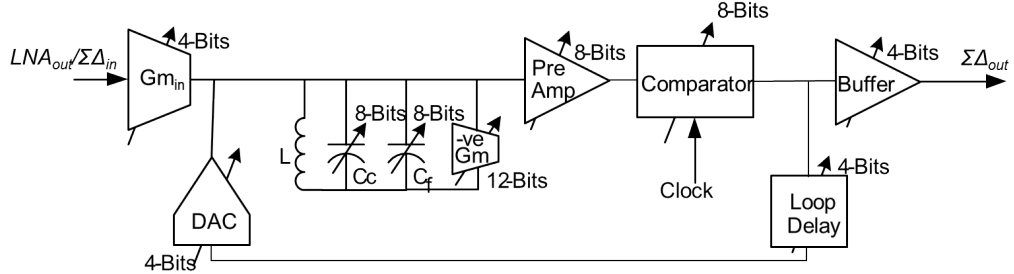 LNAout/ΣΔin
4-Bits
Gmin
8-Bits
Pre
Amp
8-Bits
Comparator
4-Bits
Buffer
ΣΔout
L
8-Bits
Cc
8-Bits
Cf
-ve
Gm
12-Bits
Clock
4-Bits
Loop
Delay
DAC
4-Bits